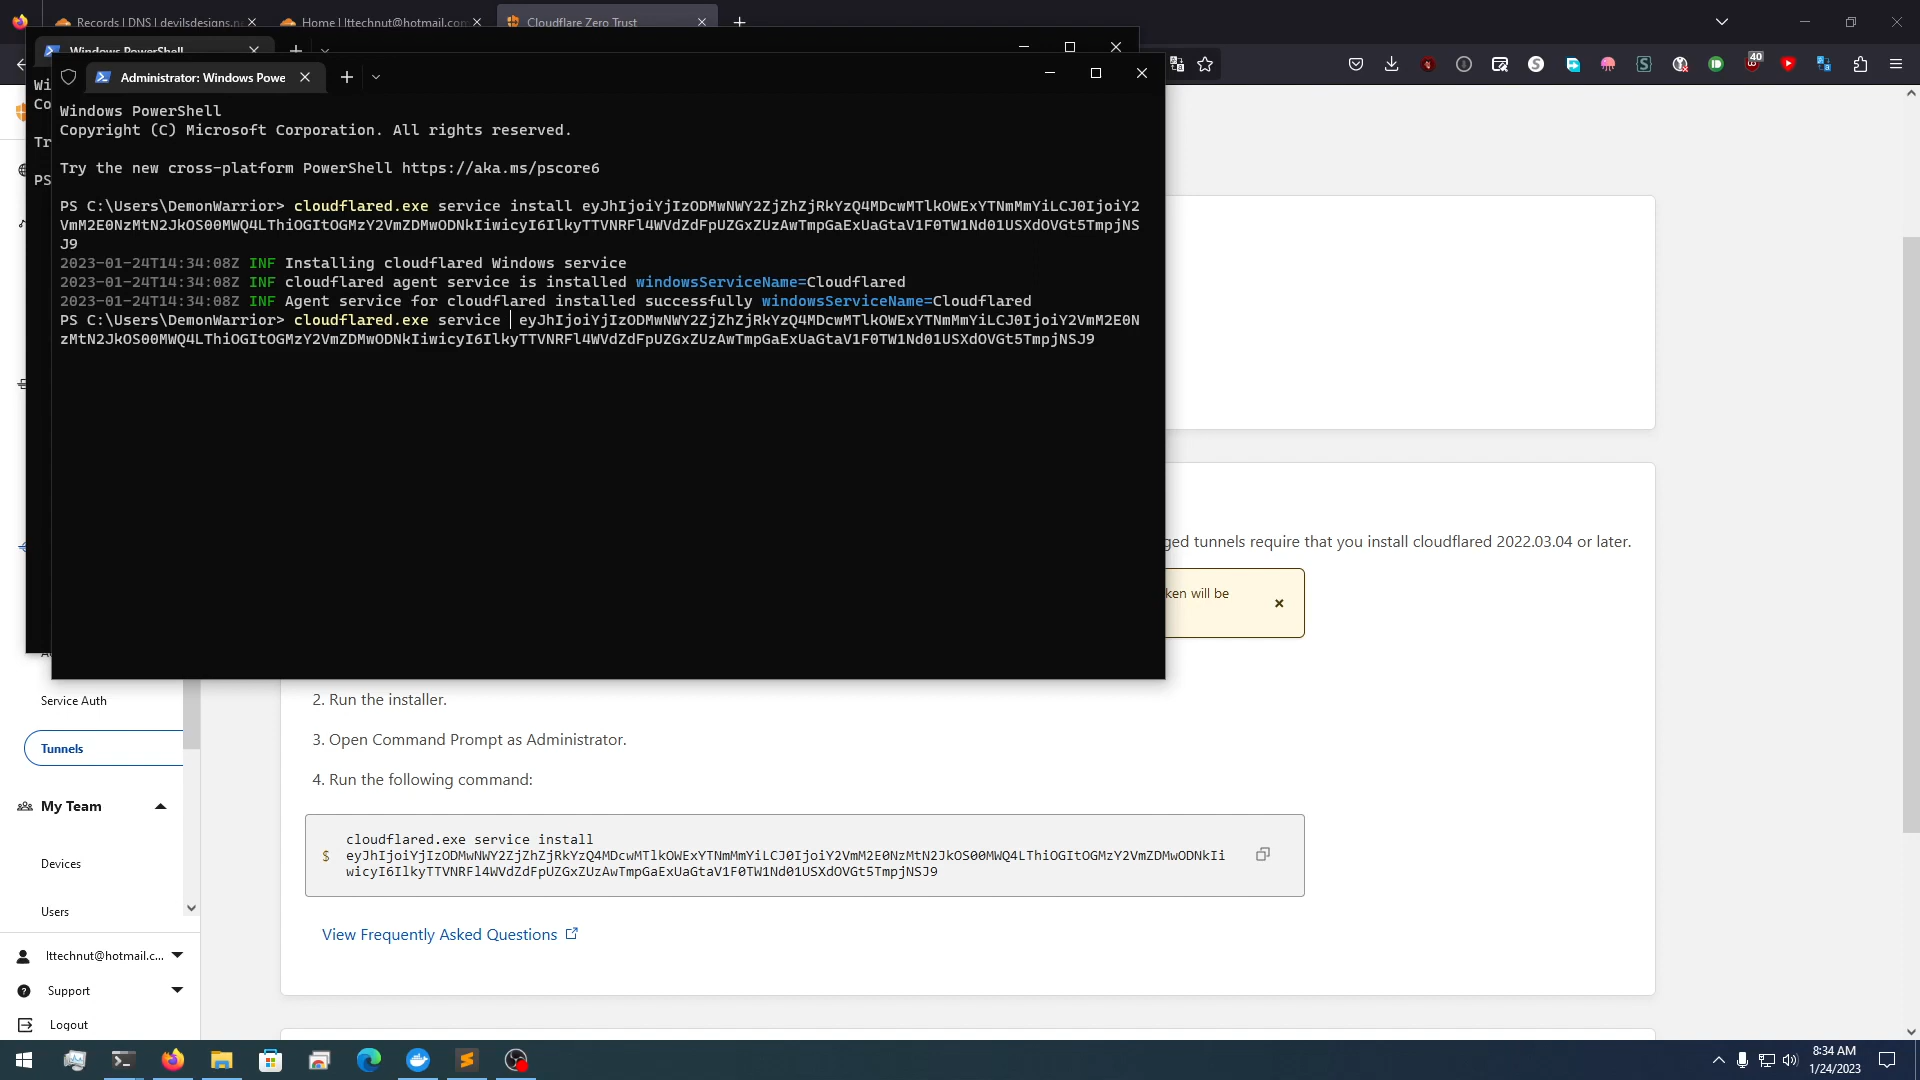 Records | DNS | devilsdesigns.n
Home | lttechnut@hotmail.com
Cloudflare Zero Trust
Windows PowerShell
40
Administrator: Windows Powe
Wi
Co
Tr
PS
Windows PowerShell
Copyright (C) Microsoft Corporation. All rights reserved.
Try the new cross-platform PowerShell https://aka.ms/pscore6
PS C:\Users\DemonWarrior> cloudflared.exe service install eyJhIjoiYjIzODMwNWY2ZjZhZjRkYzQ4MDcwMTlkOWExYTNmMmYiLCJ0IjoiY2
VmM2E0NzMtN2JkOS00MWQ4LThiOGItOGMzY2VmZDMwODNkIiwicyI6IlkyTTVNRFl4WVdZdFpUZGxZUzAwTmpGaExUaGtaV1F0TW1Nd01USXdOVGt5TmpjNS
J9
2023-01-24T14:34:08Z INF Installing cloudflared Windows service
2023-01-24T14:34:08Z INF cloudflared agent service is installed windowsServiceName=Cloudflared
2023-01-24T14:34:08Z INF Agent service for cloudflared installed successfully windowsServiceName=Cloudflared
PS C:\Users\DemonWarrior> cloudflared.exe service eyJhIjoiYjIzODMwNWY2ZjZhZjRkYzQ4MDcwMTlkOWExYTNmMmYiLCJ0IjoiY2VmM2E0N
zMtN2JkOS00MWQ4LThiOGItOGMzY2VmZDMwODNkIiwicyI6IlkyTTVNRFl4WVdZdFpUZGxZUzAwTmpGaExUaGtaV1F0TW1Nd01USXdOVGt5TmpjNSJ9
ged tunnels require that you install cloudflared 2022.03.04 or later.
ken will be
Service Auth
Tunnels
My Team
Devices
Users
lttechnut@hotmail.c...
Support
Logout
2. Run the installer.
3. Open Command Prompt as Administrator.
4. Run the following command:
cloudflared.exe service install
$ eyJhIjoiYjIzODMwNWY2ZjZhZjRkYzQ4MDcwMTlkOWExYTNmMmYiLCJ0IjoiY2VmM2E0NzMtN2JkOS00MWQ4LThiOGItOGMzY2VmZDMwODNkIi
wicyI6IlkyTTVNRFl4WVdZdFpUZGxZUzAwTmpGaExUaGtaV1F0TW1Nd01USXdOVGt5TmpjNSJ9
View Frequently Asked Questions
8:34 AM
1/24/2023